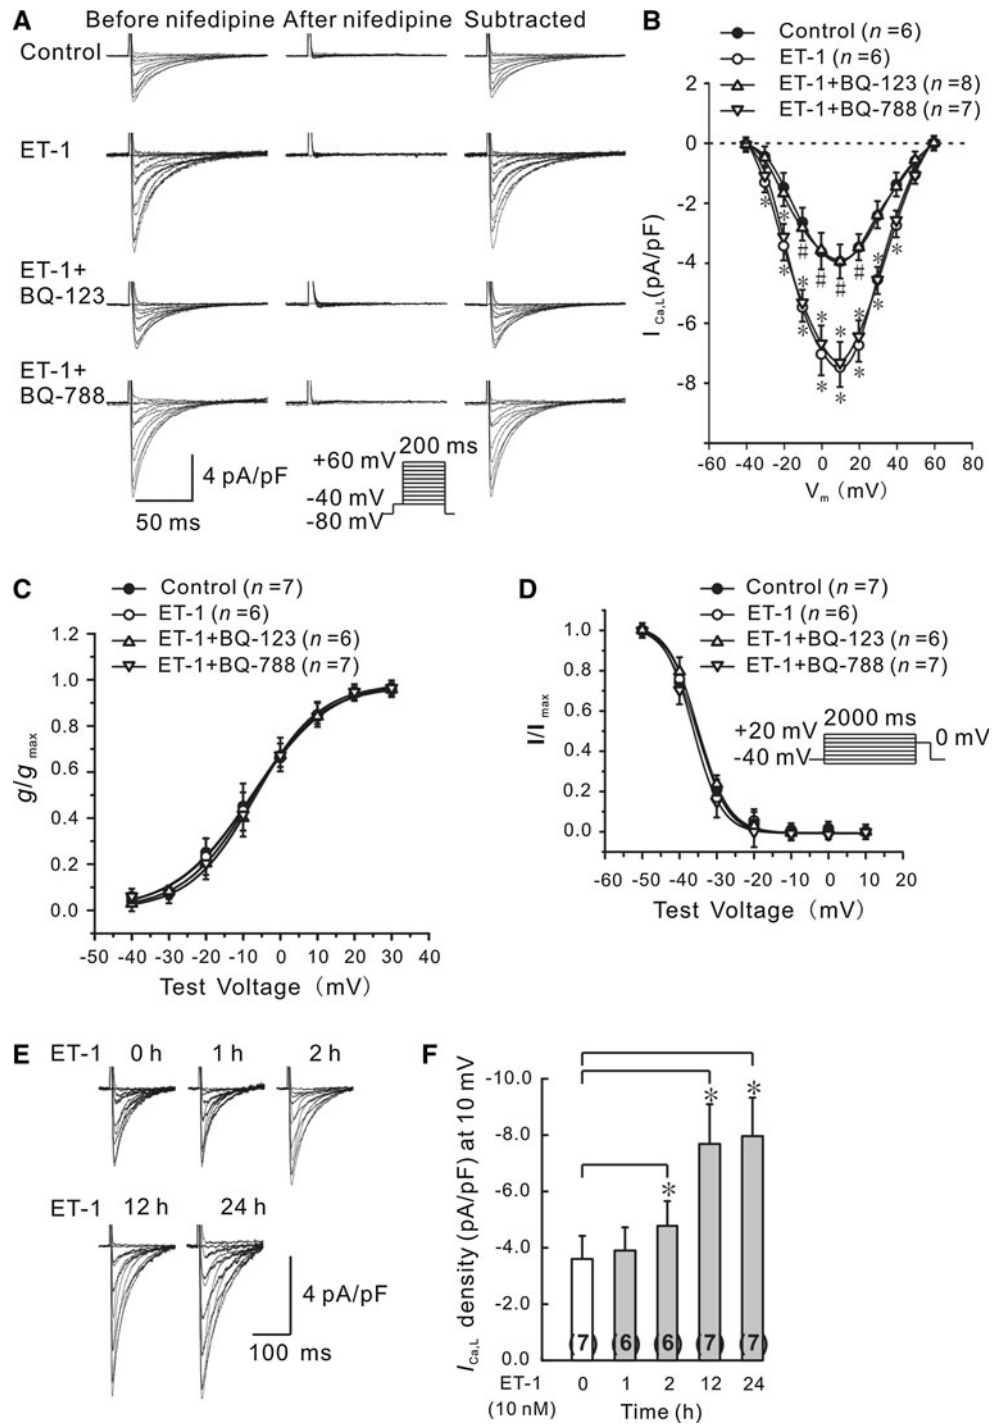 A
Before nifedipine After nifedipine Subtracted
Control
ET-1
ET-1+
BQ-123
ET-1+
BQ-788
4 pA/pF
50 ms
200 ms
+60 mV
-40 mV
-80 mV
B
Control (n=6)
ET-1 (n=6)
ET-1+BQ-123 (n=8)
ET-1+BQ-788 (n=7)
2
0
-2
-4
-6
-8
I Ca,L (pA/pF)
* * * * * * * * * * * * * *
# # # #
-60 -40 -20 0 20 40 60 80
Vm (mV)
C
Control (n=7)
ET-1 (n=6)
ET-1+BQ-123 (n=6)
ET-1+BQ-788 (n=7)
1.2
1.0
0.8
0.6
0.4
0.2
0.0
g/g max
-50 -40 -30 -20 -10 0 10 20 30 40
Test Voltage (mV)
D
Control (n=7)
ET-1 (n=6)
ET-1+BQ-123 (n=6)
ET-1+BQ-788 (n=7)
1.0
0.8
0.6
0.4
0.2
0.0
I/I max
2000 ms
+20 mV
0 mV
-40 mV
-60 -50 -40 -30 -20 -10 0 10 20
Test Voltage (mV)
E
ET-1 0 h 1 h 2 h
ET-1 12 h 24 h
4 pA/pF
100 ms
F
-10.0
-8.0
-6.0
-4.0
-2.0
0.0
I Ca,L density (pA/pF) at 10 mV
* * *
(7) (6) (6) (7) (7)
ET-1 0 1 2 12 24
(10 nM) Time (h)